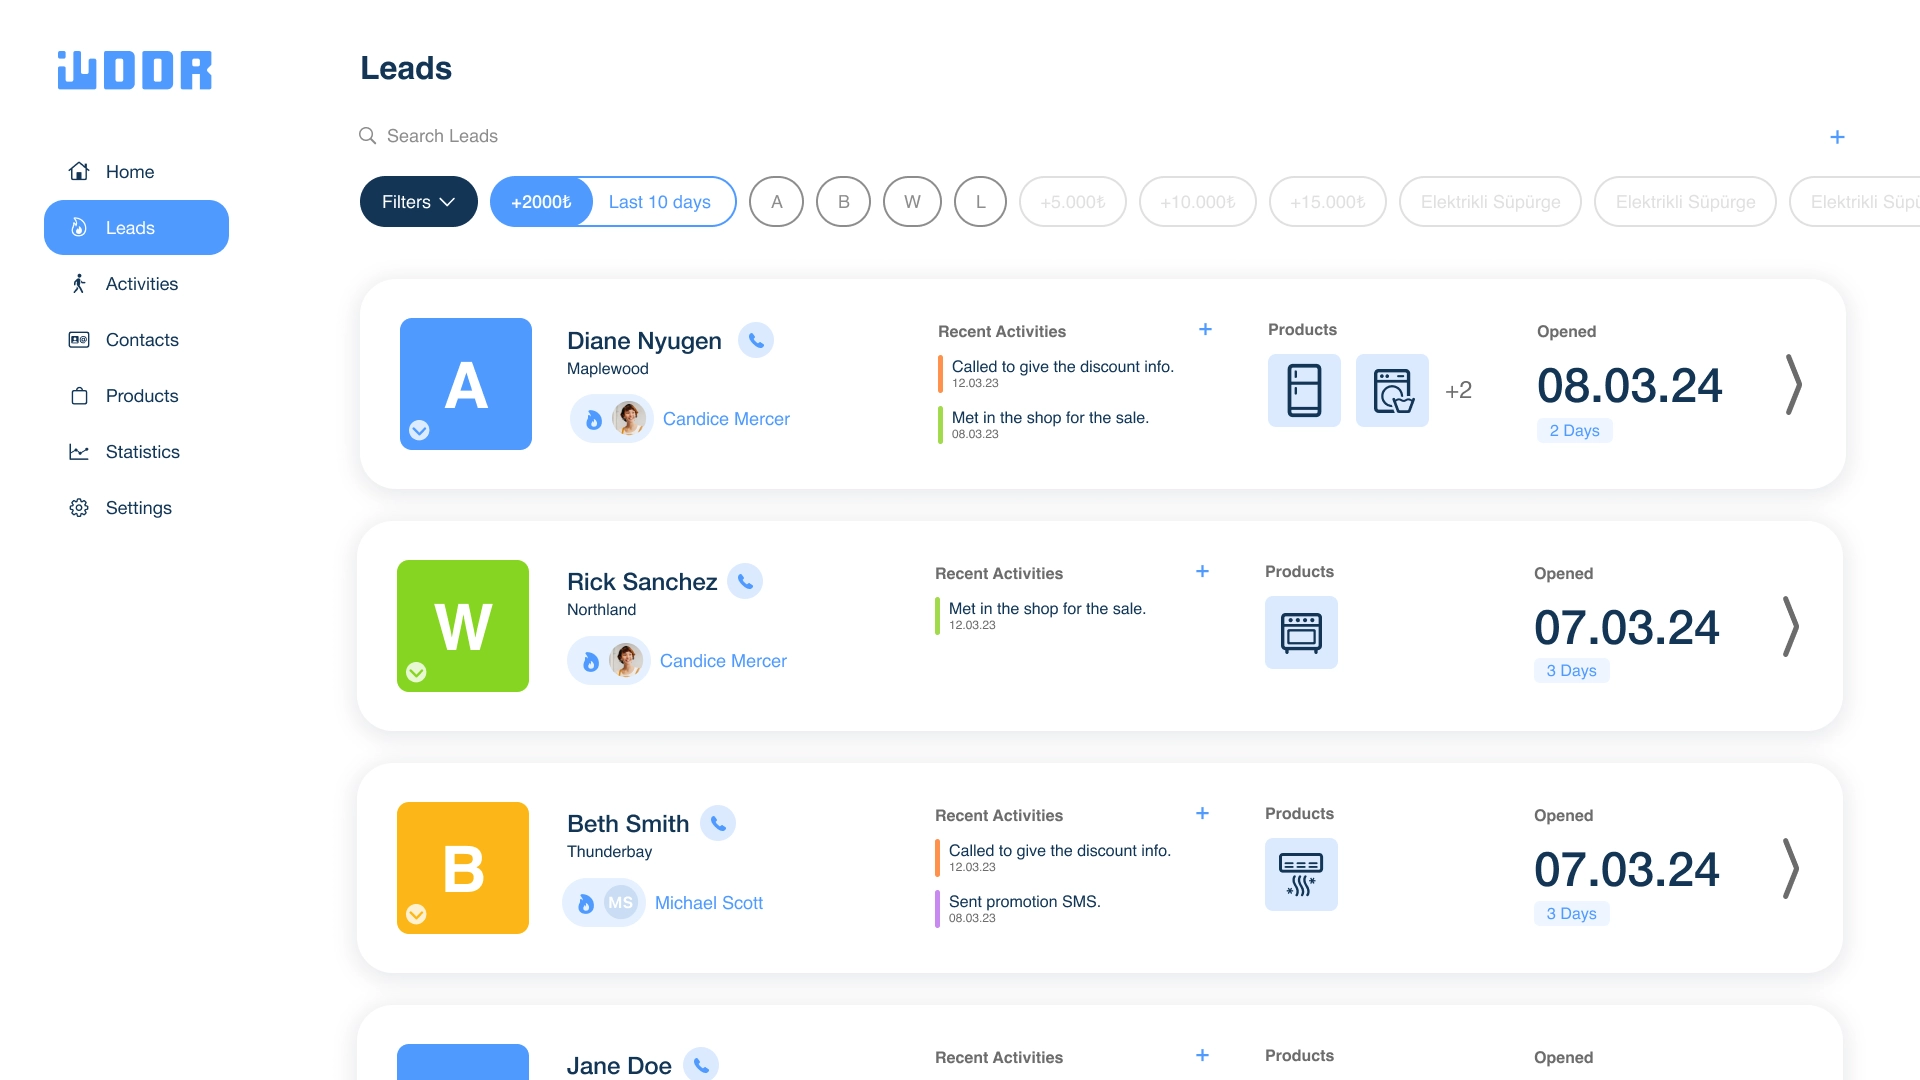 Leads
Search Leads
+
Home
Leads
Activities
Contacts
Products
Statistics
Settings
Filters
+2000₺ Last 10 days
A
B
W
L
+5.000₺
+10.000₺
+15.000₺
Elektrikli Süpürge
Elektrikli Süpürge
Elektrikli
A
Diane Nyugen
Maplewood
Candice Mercer
Recent Activities +
Called to give the discount info.
12.03.23
Met in the shop for the sale.
08.03.23
Products
+2
Opened
08.03.24
2 Days
W
Rick Sanchez
Northland
Candice Mercer
Recent Activities +
Met in the shop for the sale.
12.03.23
Products
Opened
07.03.24
3 Days
B
Beth Smith
Thunderbay
MS Michael Scott
Recent Activities +
Called to give the discount info.
12.03.23
Sent promotion SMS.
08.03.23
Products
Opened
07.03.24
3 Days
Jane Doe
Recent Activities +
Products
Opened